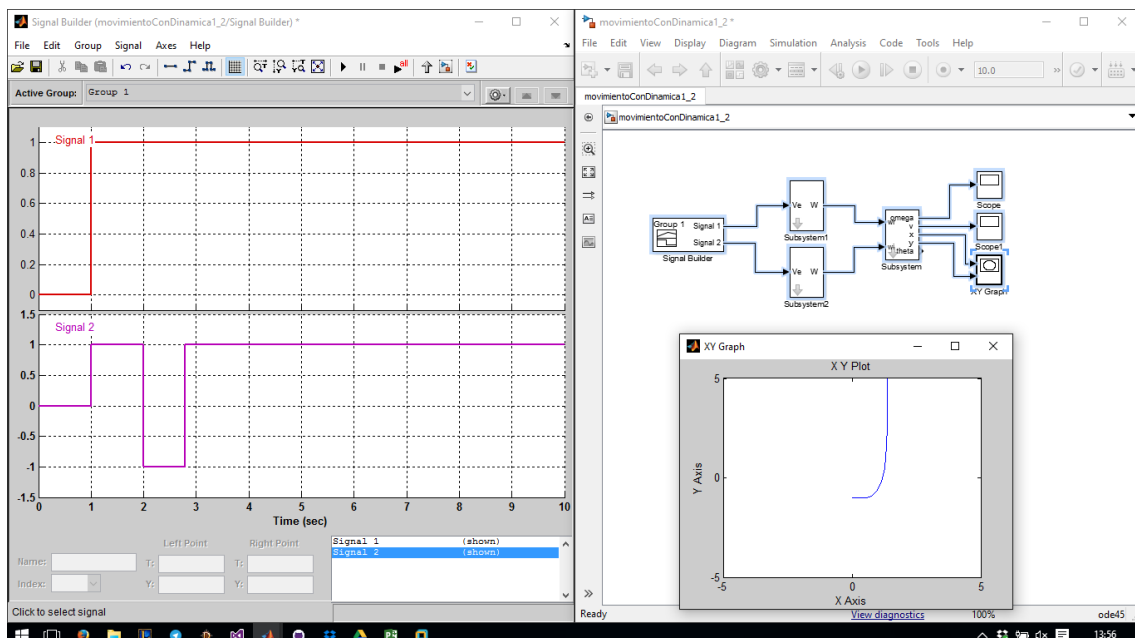 Signal Builder (movimientoConDinamica1_2/Signal Builder) *
File Edit Group Signal Axes Help
all
Active Group: Group 1
Signal 1
1
0.8
0.6
0.4
0.2
0
Signal 2
1.5
1
0.5
0
-0.5
-1
-1.5
0 1 2 3 4 5 6 7 8 9 10
Time (sec)
Left Point Right Point
Name: T: T:
Index: Y: Y:
Signal 1 (shown)
Signal 2 (shown)
Click to select signal
movimientoConDinamica1_2 *
File Edit View Display Diagram Simulation Analysis Code Tools Help
10.0
movimientoConDinamica1_2
movimientoConDinamica1_2
Group 1 Signal 1
Signal 2
Signal Builder
Ve W
Subsystem1
Ve W
Subsystem2
omega
v
x
y
theta
Subsystem
Scope
Scope1
XY Graph
XY Graph
X Y Plot
5
0
-5
Y Axis
-5 0 5
X Axis
Ready View diagnostics 100% ode45
13:56